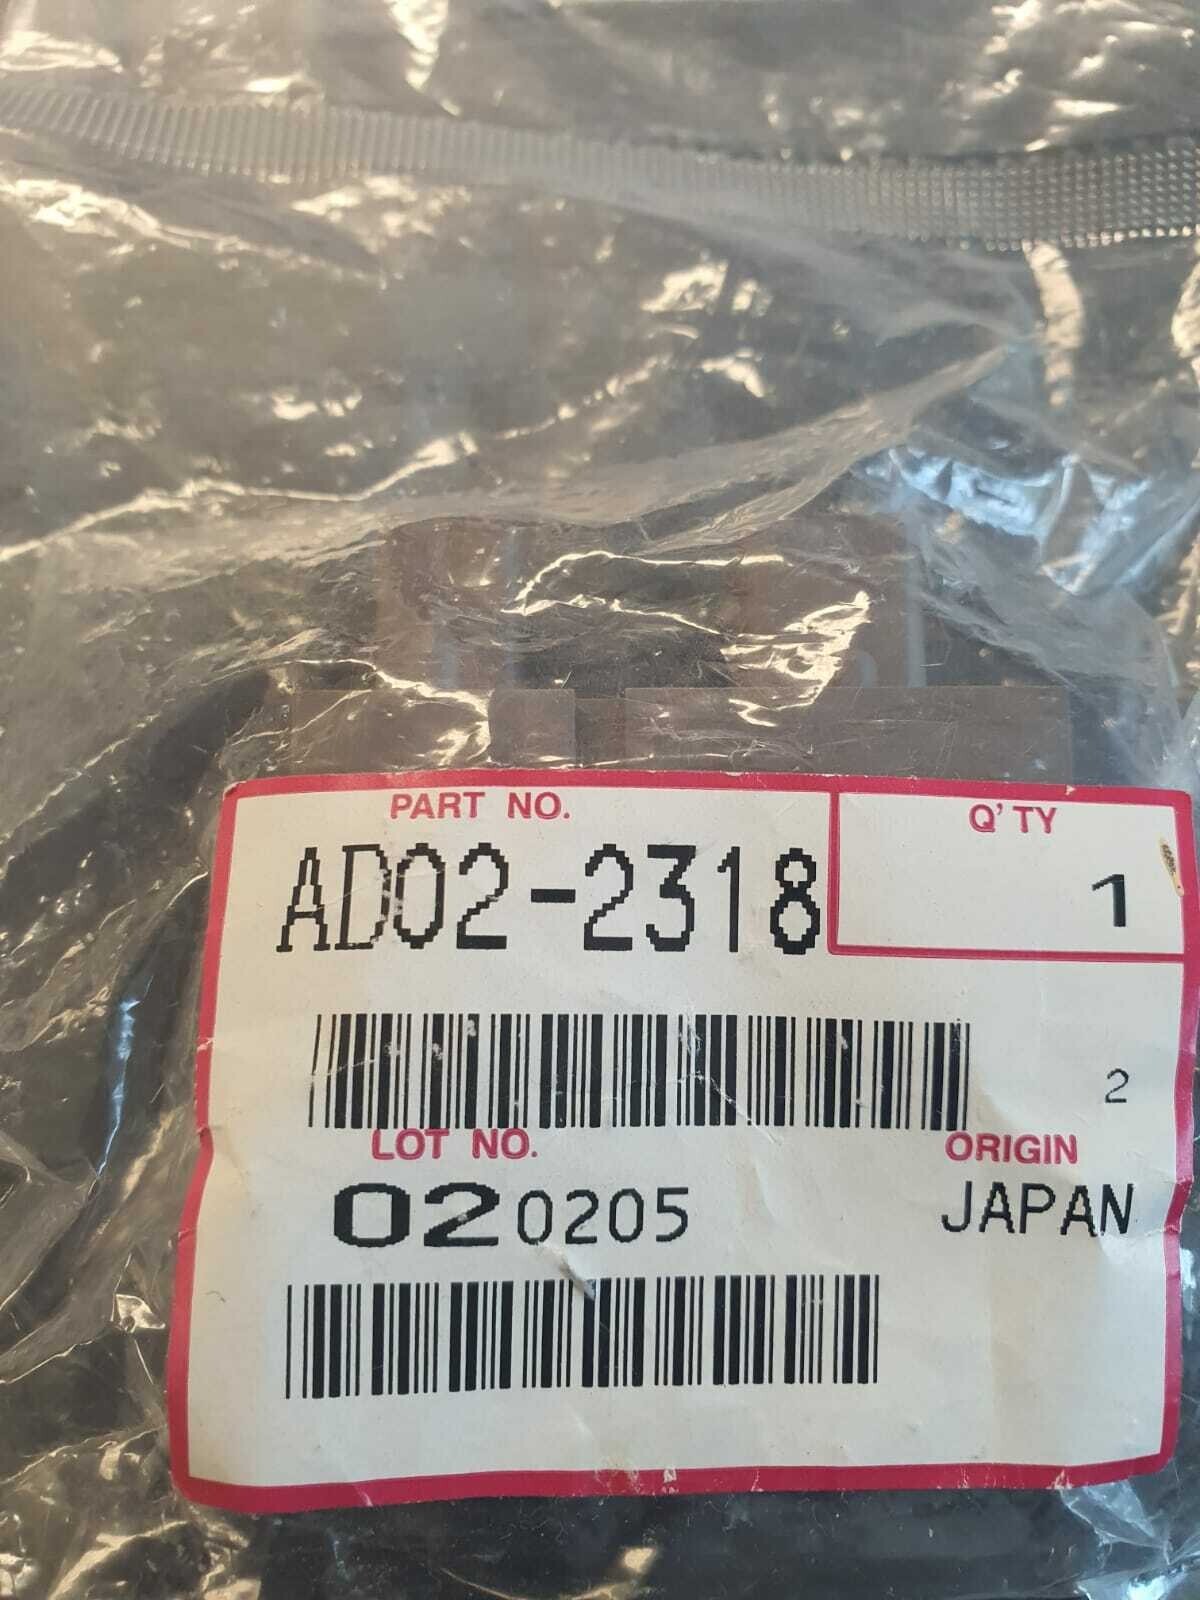 PART NO.
Q'TY
AD02-2318
1
2
LOT NO.
ORIGIN
020205
JAPAN